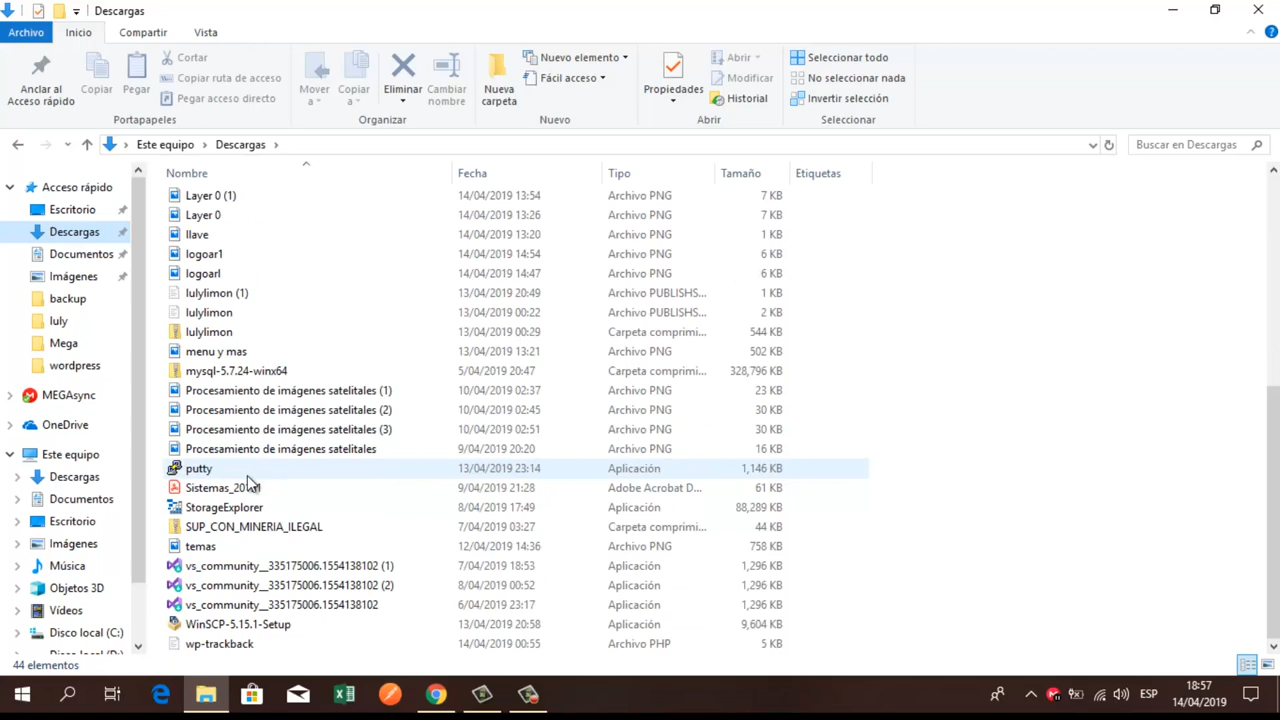 Descargas
Archivo Inicio Compartir Vista
Anclar al Acceso rápido
Copiar
Pegar
Cortar
Copiar ruta de acceso
Pegar acceso directo
Portapapeles
Mover a
Copiar a
Eliminar
Cambiar nombre
Organizar
Nueva carpeta
Nuevo elemento
Fácil acceso
Nuevo
Propiedades
Abrir
Modificar
Historial
Abrir
Seleccionar todo
No seleccionar nada
Invertir selección
Seleccionar
Este equipo > Descargas >
Buscar en Descargas
Acceso rápido
Escritorio
Descargas
Documentos
Imágenes
backup
luly
Mega
wordpress
MEGAsync
OneDrive
Este equipo
Descargas
Documentos
Escritorio
Imágenes
Música
Objetos 3D
Vídeos
Disco local (C:)
Nombre Fecha Tipo Tamaño Etiquetas
Layer 0 (1) 14/04/2019 13:54 Archivo PNG 7 KB
Layer 0 14/04/2019 13:26 Archivo PNG 7 KB
llave 14/04/2019 13:20 Archivo PNG 1 KB
logoar1 14/04/2019 14:54 Archivo PNG 6 KB
logoarl 14/04/2019 14:47 Archivo PNG 6 KB
lulylimon (1) 13/04/2019 20:49 Archivo PUBLISHS... 1 KB
lulylimon 13/04/2019 00:22 Archivo PUBLISHS... 2 KB
lulylimon 13/04/2019 00:29 Carpeta comprimi... 544 KB
menu y mas 13/04/2019 13:21 Archivo PNG 502 KB
mysql-5.7.24-winx64 5/04/2019 20:47 Carpeta comprimi... 328,796 KB
Procesamiento de imágenes satelitales (1) 10/04/2019 02:37 Archivo PNG 23 KB
Procesamiento de imágenes satelitales (2) 10/04/2019 02:45 Archivo PNG 30 KB
Procesamiento de imágenes satelitales (3) 10/04/2019 02:51 Archivo PNG 30 KB
Procesamiento de imágenes satelitales 9/04/2019 20:20 Archivo PNG 16 KB
putty 13/04/2019 23:14 Aplicación 1,146 KB
9/04/2019 21:28 Adobe Acrobat D... 61 KB
StorageExplorer 8/04/2019 17:49 Aplicación 88,289 KB
SUP_CON_MINERIA_ILEGAL 7/04/2019 03:27 Carpeta comprimi... 44 KB
temas 12/04/2019 14:36 Archivo PNG 758 KB
vs_community__335175006.1554138102 (1) 7/04/2019 18:53 Aplicación 1,296 KB
vs_community__335175006.1554138102 (2) 8/04/2019 00:52 Aplicación 1,296 KB
vs_community__335175006.1554138102 6/04/2019 23:17 Aplicación 1,296 KB
WinSCP-5.15.1-Setup 13/04/2019 20:58 Aplicación 9,604 KB
wp-trackback 14/04/2019 00:55 Archivo PHP 5 KB
44 elementos
ESP
18:57
14/04/2019